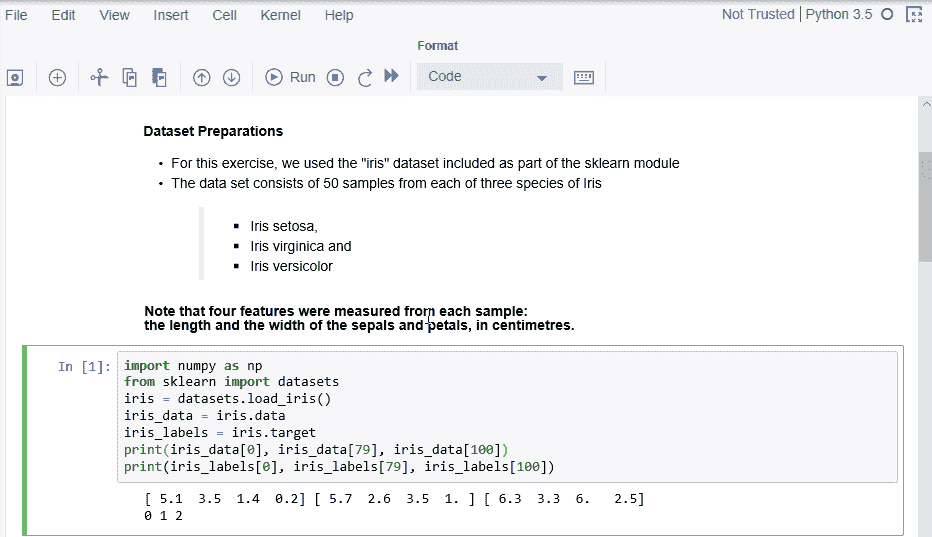 File Edit View Insert Cell Kernel Help Not Trusted | Python 3.5
Format
Run Code
Dataset Preparations
• For this exercise, we used the "iris" dataset included as part of the sklearn module
• The data set consists of 50 samples from each of three species of Iris
▪ Iris setosa,
▪ Iris virginica and
▪ Iris versicolor
Note that four features were measured from each sample:
the length and the width of the sepals and petals, in centimetres.
In [1]: import numpy as np
from sklearn import datasets
iris = datasets.load_iris()
iris_data = iris.data
iris_labels = iris.target
print(iris_data[0], iris_data[79], iris_data[100])
print(iris_labels[0], iris_labels[79], iris_labels[100])
[ 5.1  3.5  1.4  0.2] [ 5.7  2.6  3.5  1. ] [ 6.3  3.3  6.   2.5]
0 1 2